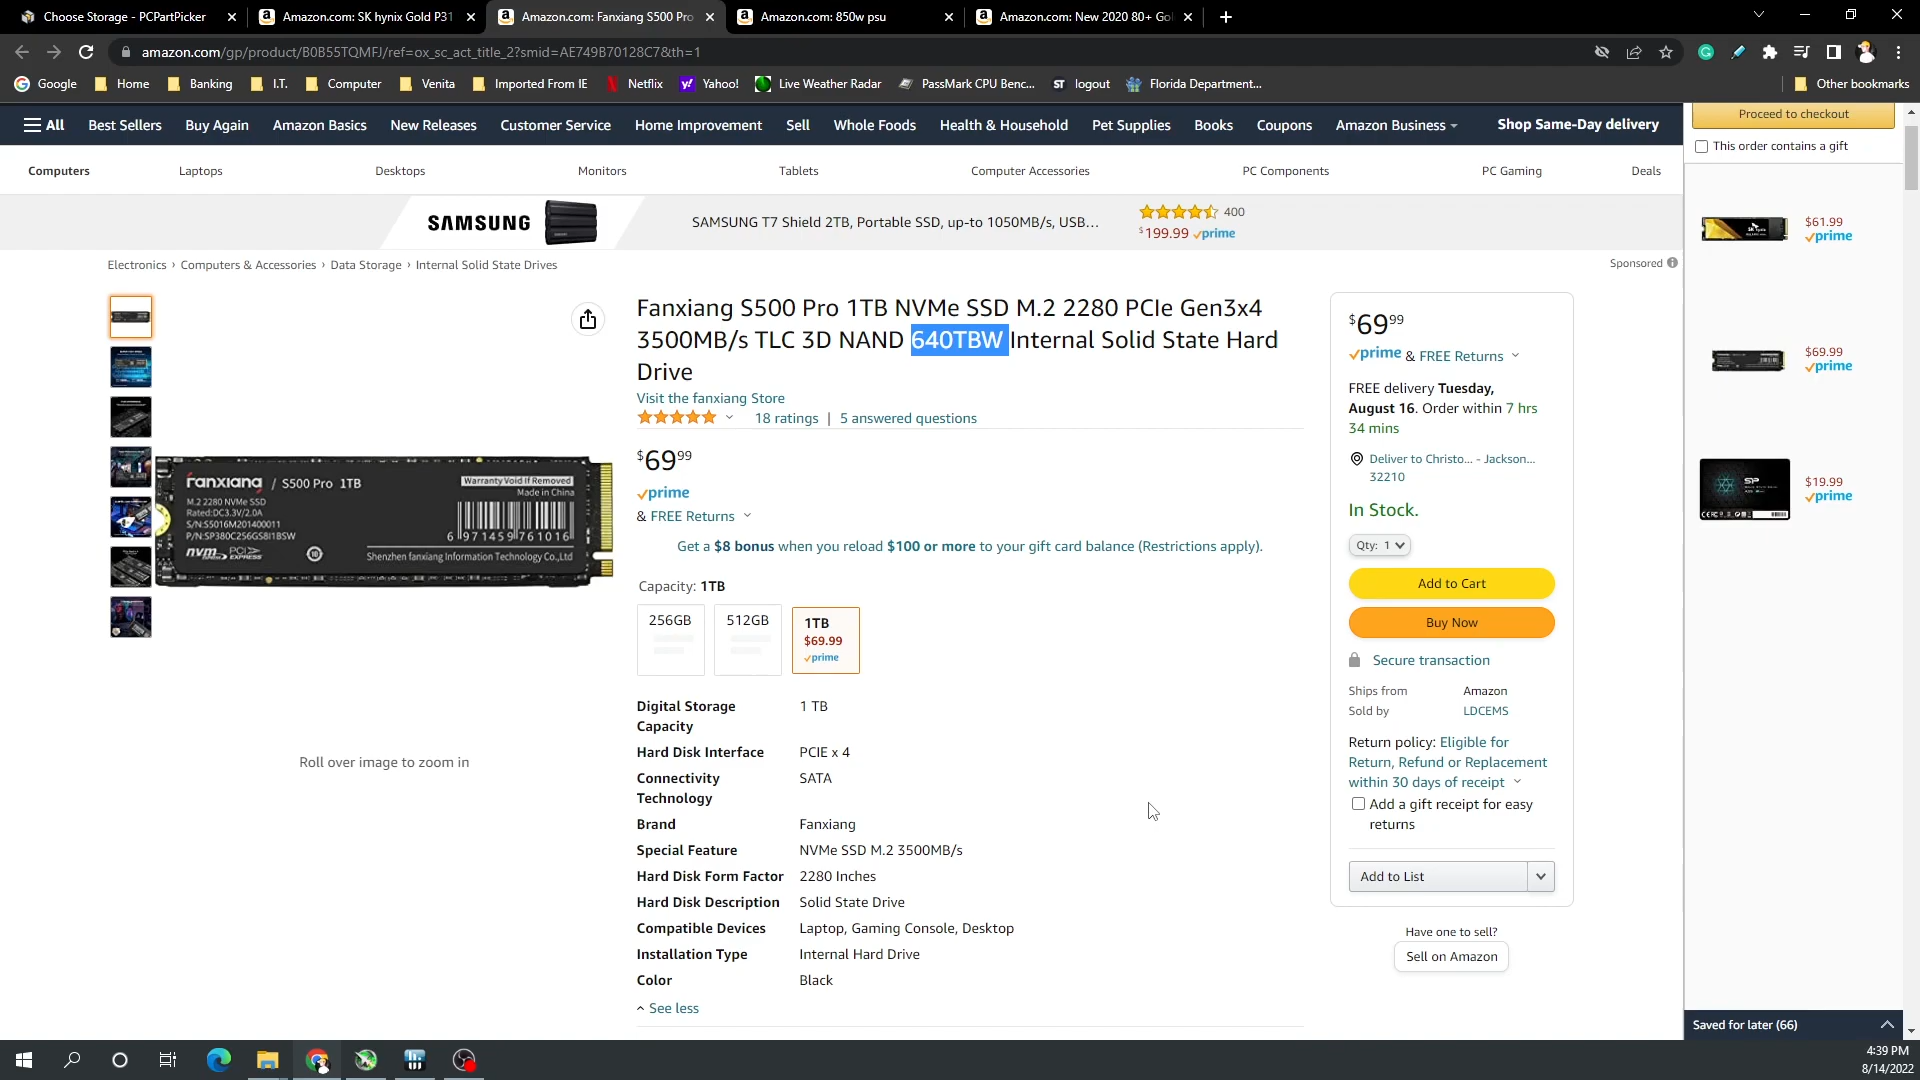 Choose Storage - PCPartPicker
Amazon.com: SK hynix Gold P31
Amazon.com: Fanxiang S500 Pro
Amazon.com: 850w psu
Amazon.com: New 2020 80+ Gol
amazon.com/gp/product/B0B55TQMFJ/ref=ox_sc_act_title_2?smid=AE749B70128C7&th=1
Google
Home
Banking
I.T.
Computer
Venita
Imported From IE
Netflix
Yahoo!
Live Weather Radar
PassMark CPU Benc...
ST logout
Florida Department...
Other bookmarks
All
Best Sellers
Buy Again
Amazon Basics
New Releases
Customer Service
Home Improvement
Sell
Whole Foods
Health & Household
Pet Supplies
Books
Coupons
Amazon Business
Shop Same-Day delivery
Proceed to checkout
This order contains a gift
Computers
Laptops
Desktops
Monitors
Tablets
Computer Accessories
PC Components
PC Gaming
Deals
SAMSUNG
SAMSUNG T7 Shield 2TB, Portable SSD, up-to 1050MB/s, USB...
400
$199.99 prime
Electronics › Computers & Accessories › Data Storage › Internal Solid State Drives
Sponsored
Fanxiang S500 Pro 1TB NVMe SSD M.2 2280 PCIe Gen3x4
3500MB/s TLC 3D NAND 640TBW Internal Solid State Hard
Drive
Visit the fanxiang Store
18 ratings | 5 answered questions
$69 99
prime
& FREE Returns
Get a $8 bonus when you reload $100 or more to your gift card balance (Restrictions apply).
Capacity: 1TB
256GB
512GB
1TB
$69.99
prime
fanxiang / S500 Pro 1TB
Warranty Void If Removed
Made in China
M.2 2280 NVMe SSD
Rated:DC3.3V/2.0A
S/N:S5016M201400011
P/N:SP380C256GS8I1BSW
6 971459 761016
nvm EXPRESS PCI EXPRESS
Shenzhen fanxiang Information Technology Co.,Ltd
Roll over image to zoom in
Digital Storage 1 TB
Capacity
Hard Disk Interface PCIE x 4
Connectivity SATA
Technology
Brand Fanxiang
Special Feature NVMe SSD M.2 3500MB/s
Hard Disk Form Factor 2280 Inches
Hard Disk Description Solid State Drive
Compatible Devices Laptop, Gaming Console, Desktop
Installation Type Internal Hard Drive
Color Black
See less
$69 99
prime & FREE Returns
FREE delivery Tuesday,
August 16. Order within 7 hrs
34 mins
Deliver to Christo... - Jackson...
32210
In Stock.
Qty: 1
Add to Cart
Buy Now
Secure transaction
Ships from Amazon
Sold by LDCEMS
Return policy: Eligible for
Return, Refund or Replacement
within 30 days of receipt
Add a gift receipt for easy
returns
Add to List
Have one to sell?
Sell on Amazon
$61.99
prime
$69.99
prime
SP
$19.99
prime
Saved for later (66)
4:39 PM
8/14/2022